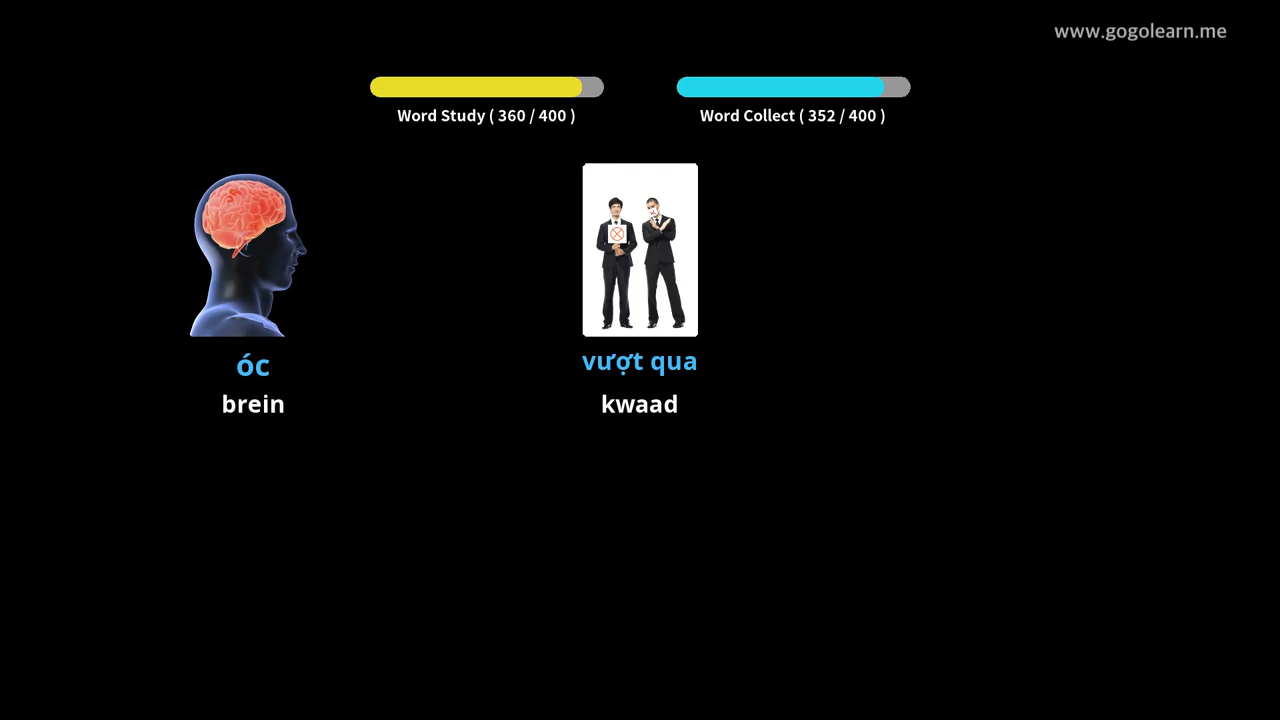 www.gogolearn.me
Word Study ( 360 / 400 )
Word Collect ( 352 / 400 )
óc
vượt qua
brein
kwaad